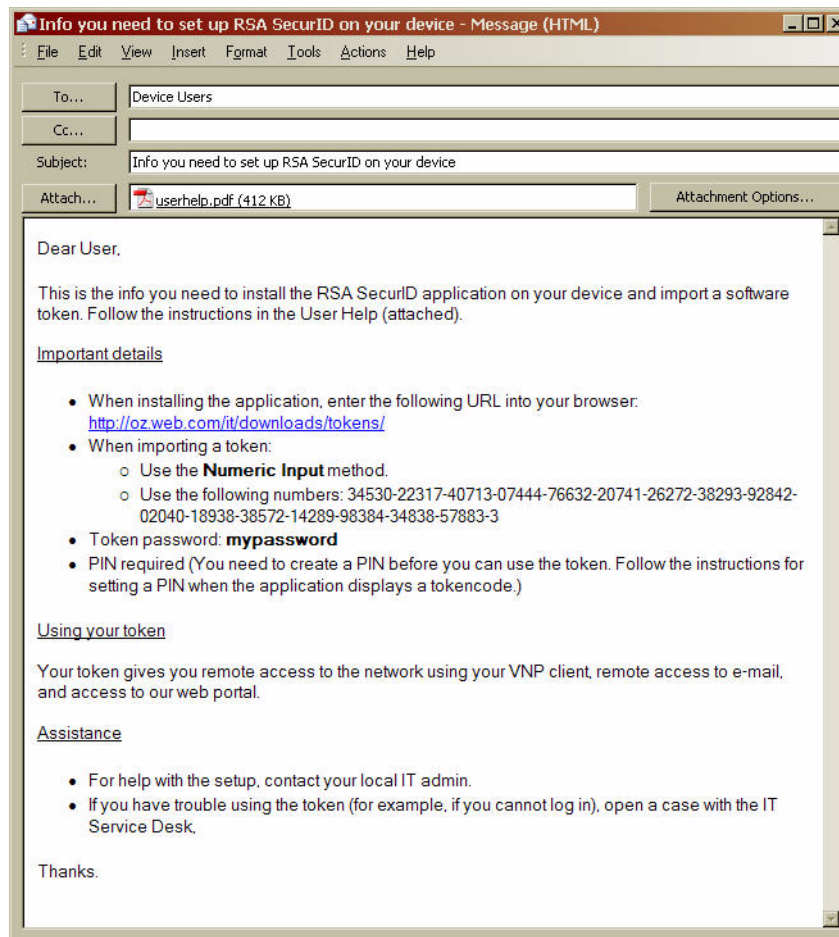 Info you need to set up RSA SecurID on your device - Message (HTML)
File Edit View Insert Format Tools Actions Help
To... Device Users
Cc...
Subject: Info you need to set up RSA SecurID on your device
Attach... userhelp.pdf (412 KB) Attachment Options...
Dear User,
This is the info you need to install the RSA SecurID application on your device and import a software
token. Follow the instructions in the User Help (attached).
Important details
• When installing the application, enter the following URL into your browser:
http://oz.web.com/it/downloads/tokens/
• When importing a token:
o Use the Numeric Input method.
o Use the following numbers: 34530-22317-40713-07444-76632-20741-26272-38293-92842-
02040-18938-38572-14289-98384-34838-57883-3
• Token password: mypassword
• PIN required (You need to create a PIN before you can use the token. Follow the instructions for
setting a PIN when the application displays a tokencode.)
Using your token
Your token gives you remote access to the network using your VNP client, remote access to e-mail,
and access to our web portal.
Assistance
• For help with the setup, contact your local IT admin.
• If you have trouble using the token (for example, if you cannot log in), open a case with the IT
Service Desk,
Thanks.